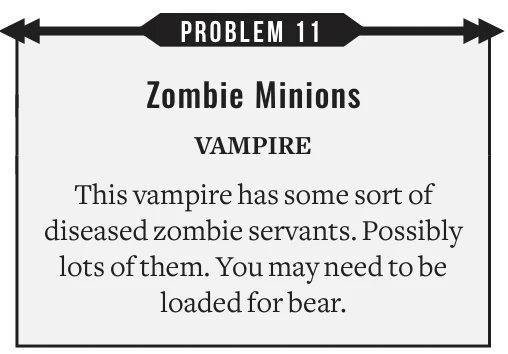 PROBLEM 11
Zombie Minions
VAMPIRE
This vampire has some sort of
diseased zombie servants. Possibly
lots of them. You may need to be
loaded for bear.